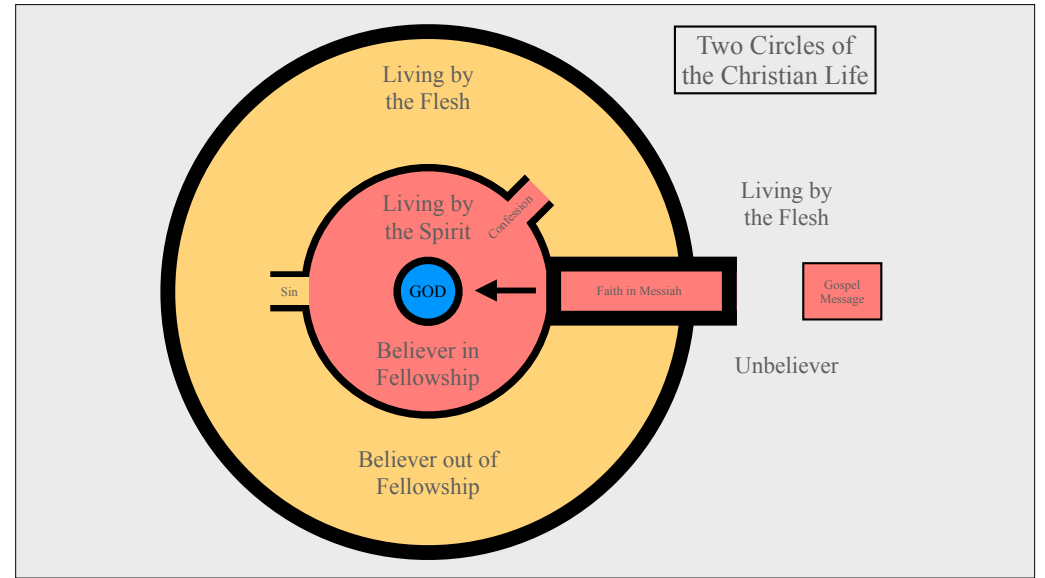 Two Circles of
the Christian Life
Living by
the Flesh
Living by
the Spirit
Confession
Living by
the Flesh
Sin
GOD
Faith in Messiah
Gospel
Message
Believer in
Fellowship
Unbeliever
Believer out of
Fellowship